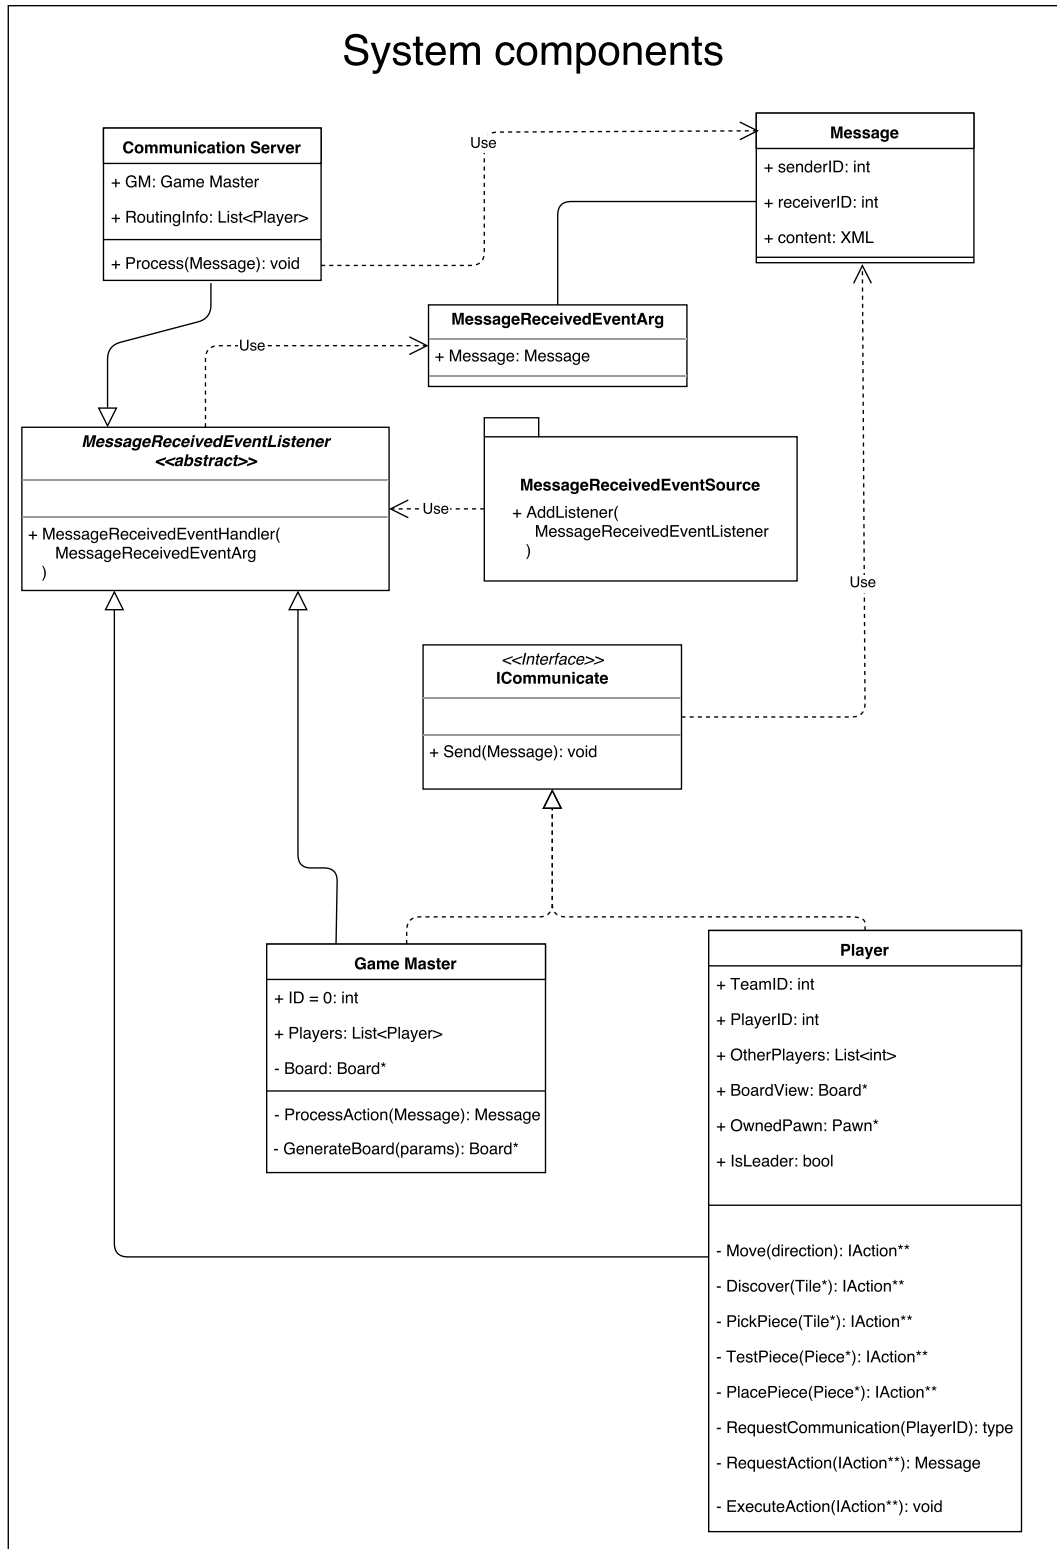 System components
Communication Server
+ GM: Game Master
+ RoutingInfo: List<Player>
+ Process(Message): void
Use
Message
+ senderID: int
+ receiverID: int
+ content: XML
MessageReceivedEventArg
+ Message: Message
Use
MessageReceivedEventListener
<<abstract>>
+ MessageReceivedEventHandler(
MessageReceivedEventArg
)
Use
MessageReceivedEventSource
+ AddListener(
MessageReceivedEventListener
)
Use
<<Interface>>
ICommunicate
+ Send(Message): void
Game Master
+ ID = 0: int
+ Players: List<Player>
- Board: Board*
- ProcessAction(Message): Message
- GenerateBoard(params): Board*
Player
+ TeamID: int
+ PlayerID: int
+ OtherPlayers: List<int>
+ BoardView: Board*
+ OwnedPawn: Pawn*
+ IsLeader: bool
- Move(direction): IAction**
- Discover(Tile*): IAction**
- PickPiece(Tile*): IAction**
- TestPiece(Piece*): IAction**
- PlacePiece(Piece*): IAction**
- RequestCommunication(PlayerID): type
- RequestAction(IAction**): Message
- ExecuteAction(IAction**): void